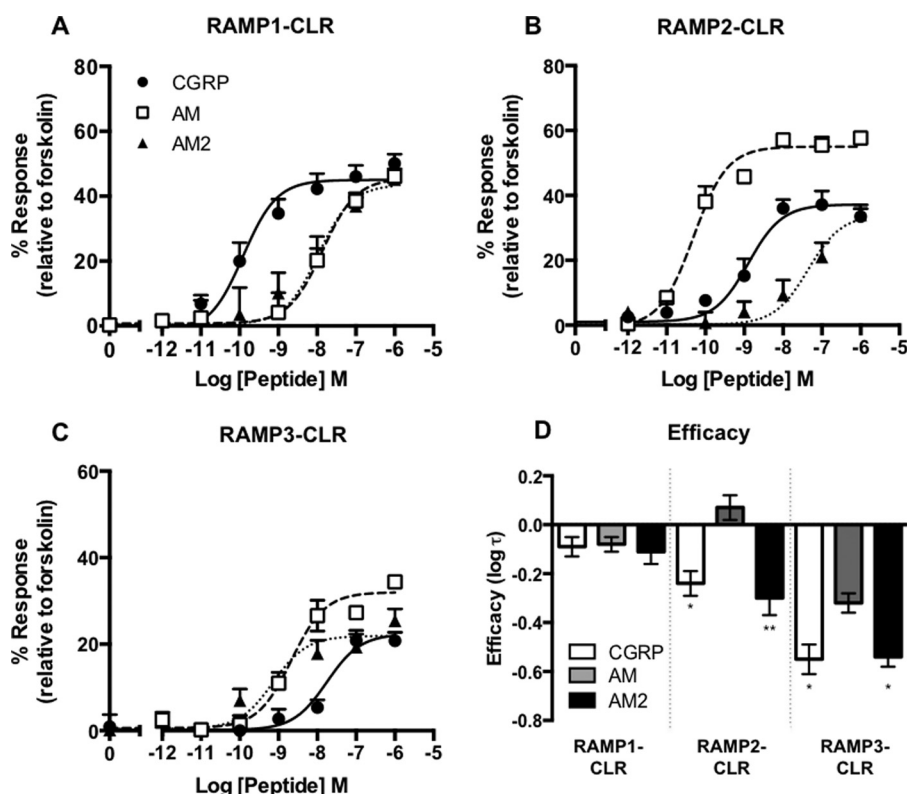 A
RAMP1-CLR
80
60
40
20
0
% Response
(relative to forskolin)
CGRP
AM
AM2
0 -12 -11 -10 -9 -8 -7 -6 -5
Log [Peptide] M
B
RAMP2-CLR
80
60
40
20
0
% Response
(relative to forskolin)
0 -12 -11 -10 -9 -8 -7 -6 -5
Log [Peptide] M
C
RAMP3-CLR
60
40
20
0
% Response
(relative to forskolin)
0 -12 -11 -10 -9 -8 -7 -6 -5
Log [Peptide] M
D
Efficacy
0.2
0.0
-0.2
-0.4
-0.6
-0.8
Efficacy (log τ)
*
**
*
*
CGRP
AM
AM2
RAMP1-
CLR
RAMP2-
CLR
RAMP3-
CLR